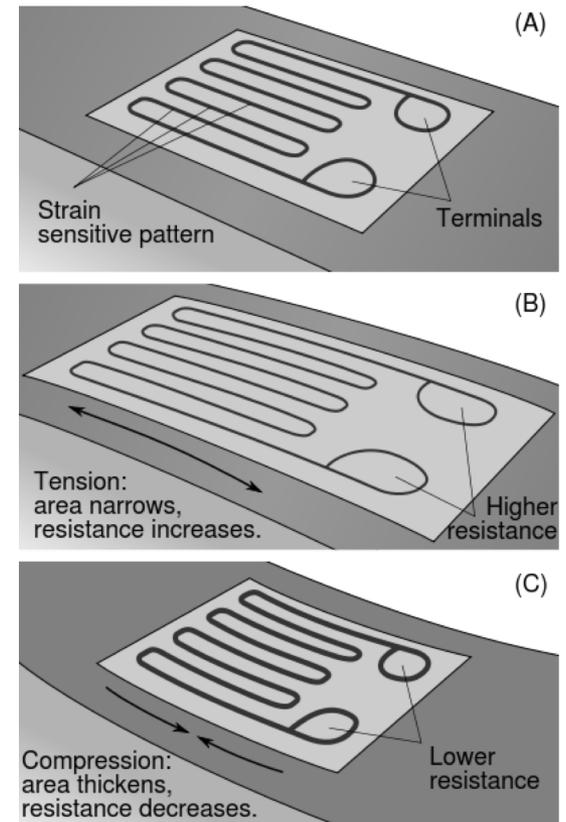 (A)
Strain
sensitive pattern
Terminals
(B)
Tension:
area narrows,
resistance increases.
Higher
resistance
(C)
Compression:
area thickens,
resistance decreases.
Lower
resistance